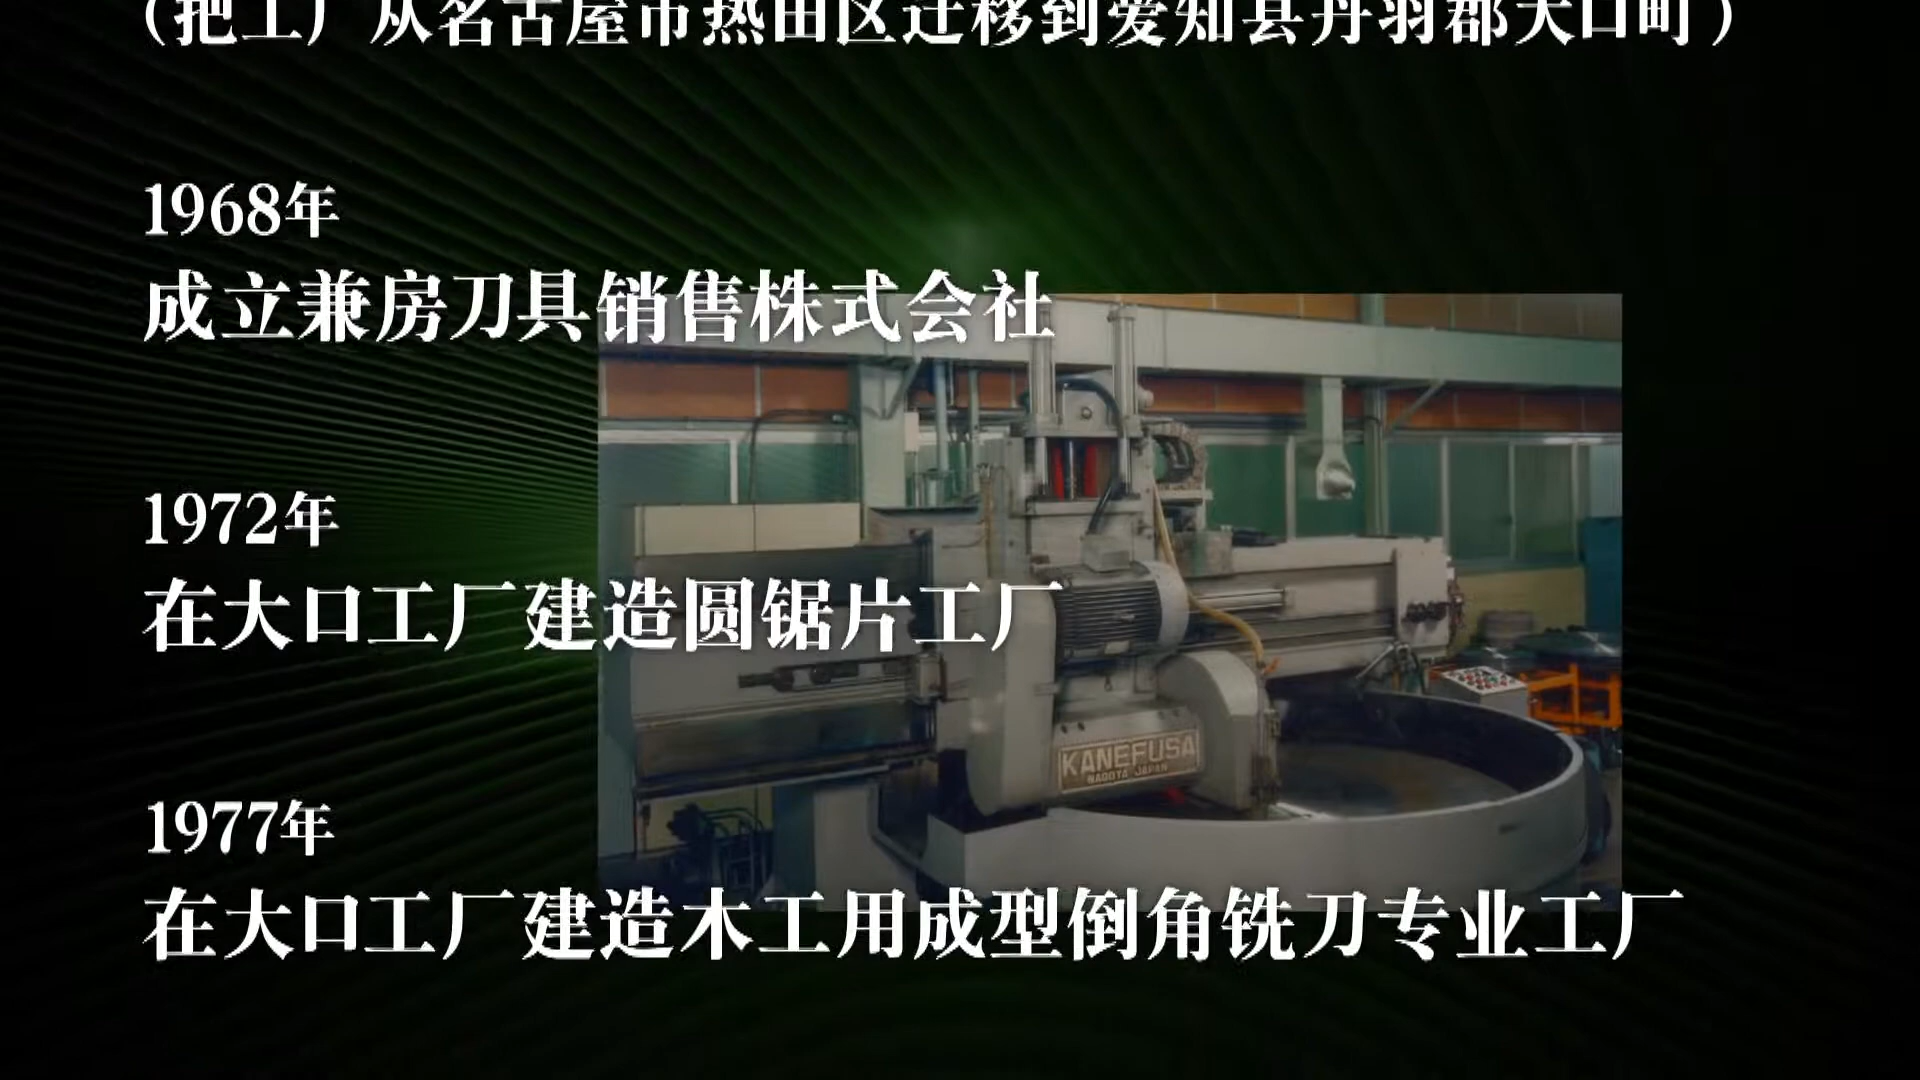 （把工厂从名古屋市热田区迁移到爱知县丹羽郡大口町）
1968年
成立兼房刀具销售株式会社
1972年
在大口工厂建造圆锯片工厂
KANEFUSA
NAGOYA JAPAN
1977年
在大口工厂建造木工用成型倒角铣刀专业工厂